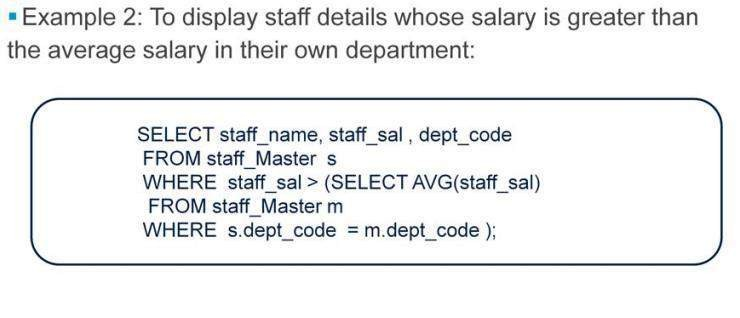 ▪ Example 2: To display staff details whose salary is greater than
the average salary in their own department:
SELECT staff_name, staff_sal , dept_code
FROM staff_Master s
WHERE staff_sal > (SELECT AVG(staff_sal)
FROM staff_Master m
WHERE s.dept_code = m.dept_code );